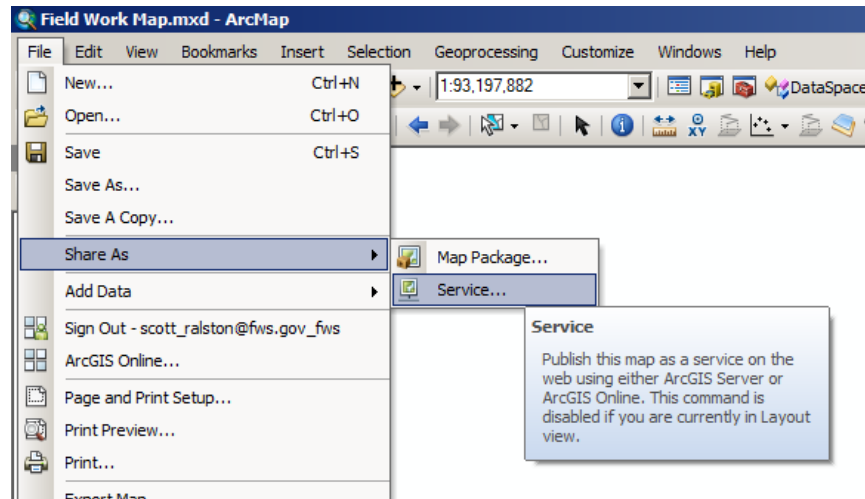 Field Work Map.mxd - ArcMap
File Edit View Bookmarks Insert Selection Geoprocessing Customize Windows Help
New... Ctrl+N
1:93,197,882
DataSpace
Open... Ctrl+O
XY
Save Ctrl+S
Save As...
Save A Copy...
Share As
Map Package...
Add Data
Service...
Sign Out - scott_ralston@fws.gov_fws
Service
ArcGIS Online...
Publish this map as a service on the
web using either ArcGIS Server or
ArcGIS Online. This command is
disabled if you are currently in Layout
view.
Page and Print Setup...
Print Preview...
Print...
Export Map